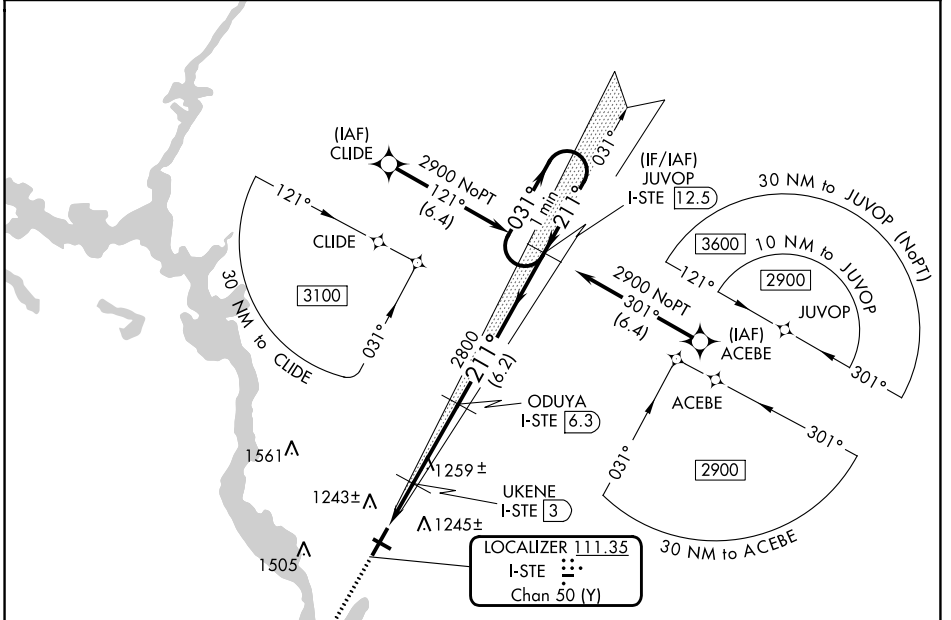 (IAF)
CLIDE
2900 NoPT
121°
(6.4)
031°
1 min
211°
031°
(IF/IAF)
JUVOP
I-STE 12.5
30 NM to JUVOP (NoPT)
3600
10 NM to JUVOP
2900
121°
JUVOP
301°
121°
CLIDE
3100
031°
30 NM to CLIDE
2900 NoPT
301°
(6.4)
(IAF)
ACEBE
ACEBE
031°
301°
2900
30 NM to ACEBE
2800
211°
(6.2)
ODUYA
I-STE 6.3
1561
1259 ±
1243±
UKENE
I-STE 3
1245±
1505
LOCALIZER 111.35
I-STE
Chan 50 (Y)